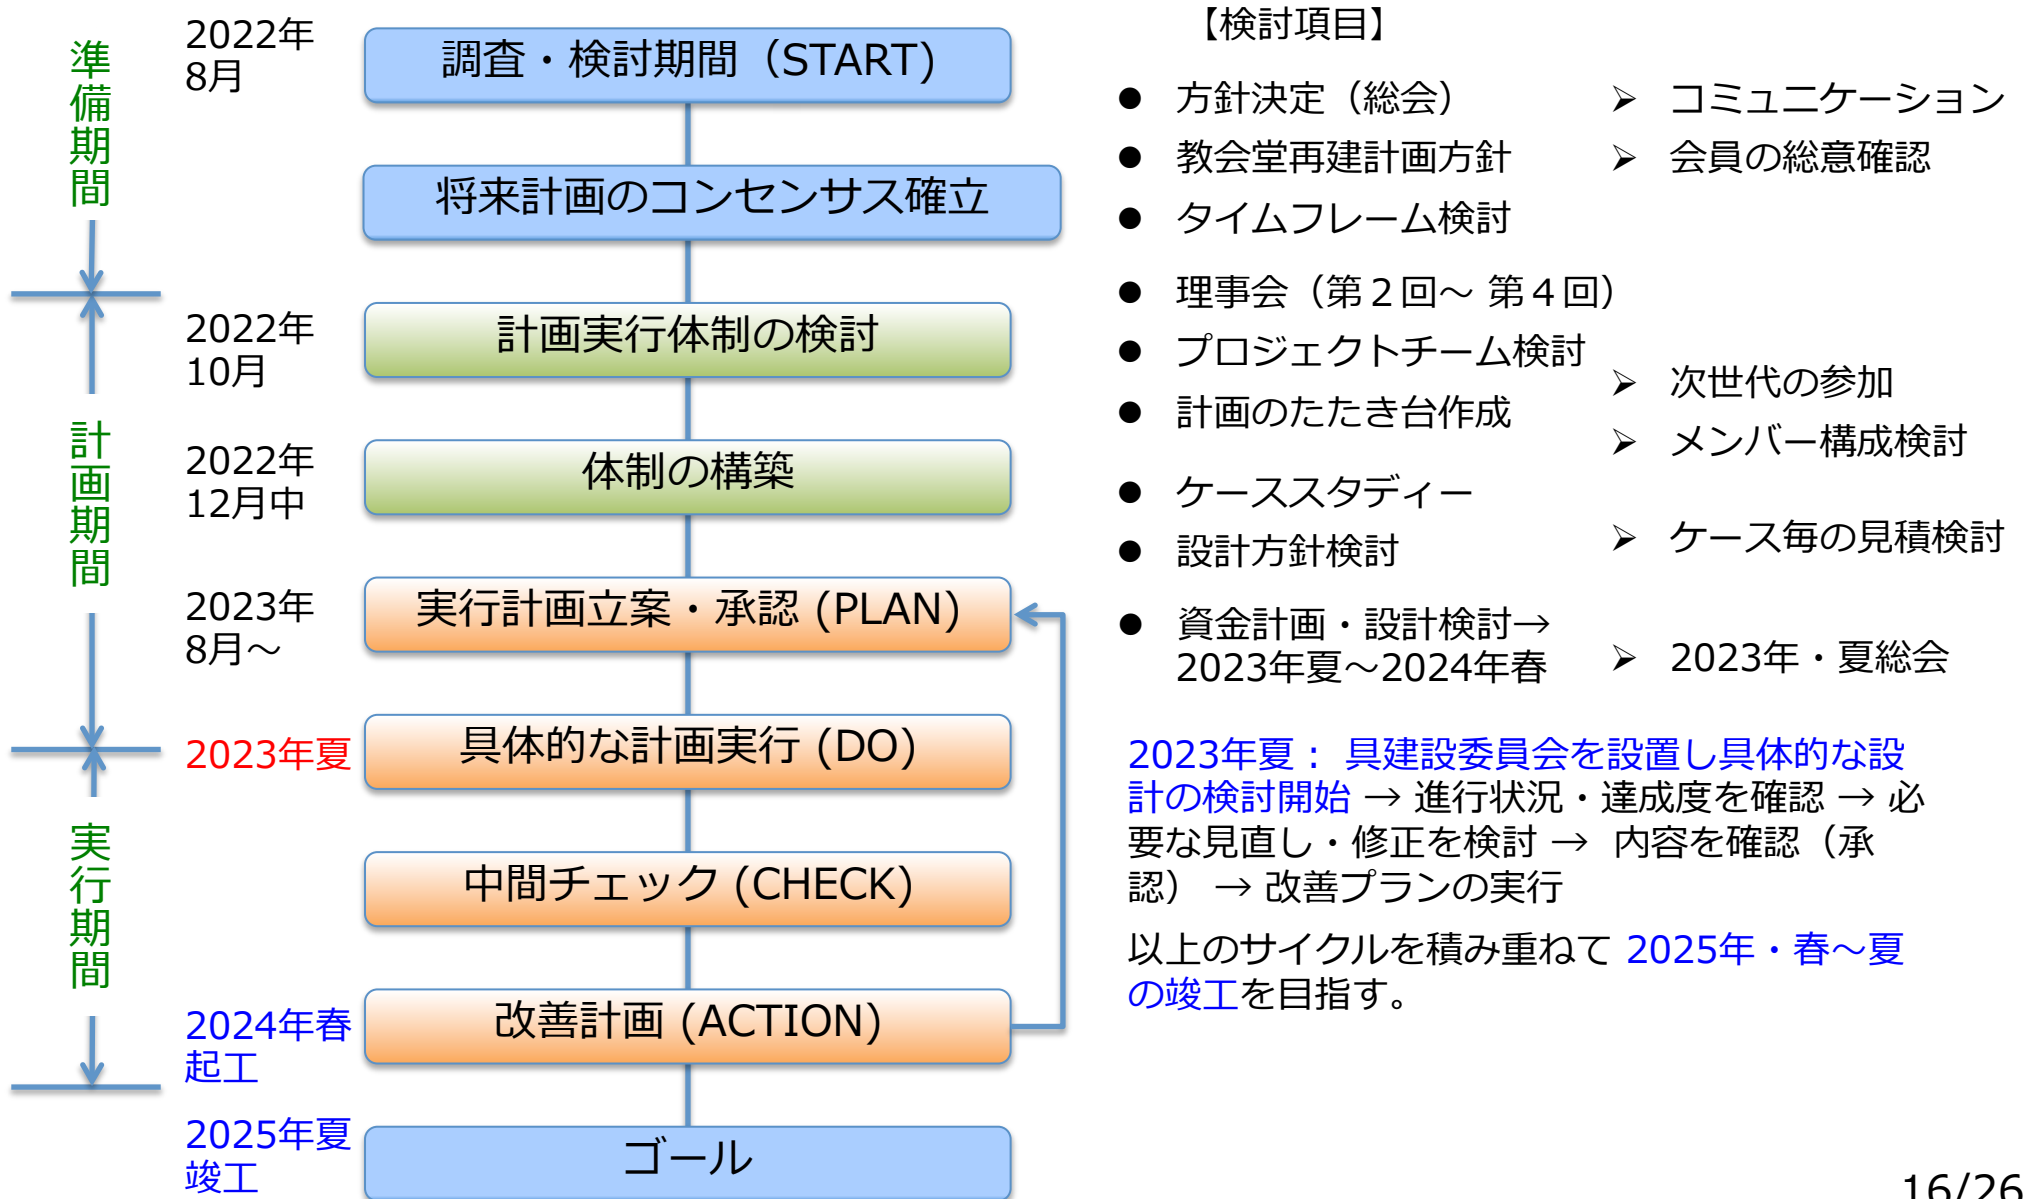 準備期間
計画期間
実行期間
2022年
8月
2022年
10月
2022年
12月中
2023年
8月～
2023年夏
2024年春
起工
2025年夏
竣工
調査・検討期間（START)
将来計画のコンセンサス確立
計画実行体制の検討
体制の構築
実行計画立案・承認 (PLAN)
具体的な計画実行 (DO)
中間チェック (CHECK)
改善計画 (ACTION)
ゴール
【検討項目】
● 方針決定（総会）
● 教会堂再建計画方針
● タイムフレーム検討
● 理事会（第２回～ 第４回）
● プロジェクトチーム検討
● 計画のたたき台作成
● ケーススタディー
● 設計方針検討
● 資金計画・設計検討→
2023年夏～2024年春
➢ コミュニケーション
➢ 会員の総意確認
➢ 次世代の参加
➢ メンバー構成検討
➢ ケース毎の見積検討
➢ 2023年・夏総会
2023年夏： 具建設委員会を設置し具体的な設
計の検討開始 → 進行状況・達成度を確認 → 必
要な見直し・修正を検討 → 内容を確認（承
認） → 改善プランの実行
以上のサイクルを積み重ねて 2025年・春～夏
の竣工を目指す。
16/26